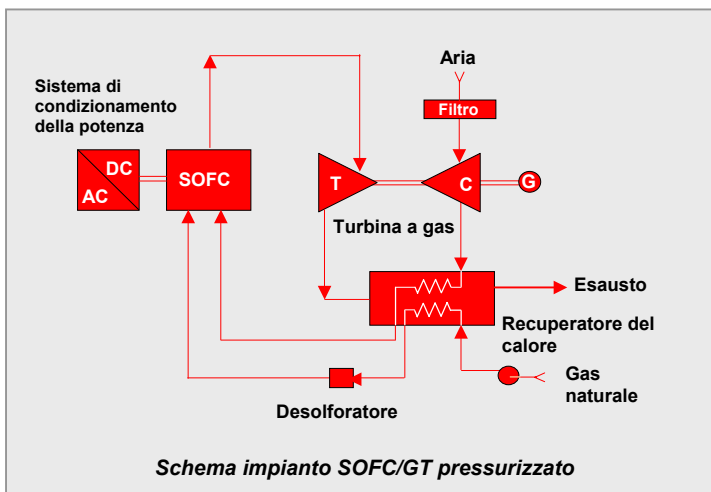 Aria
Sistema di
condizionamento
della potenza
Filtro
DC
AC
SOFC
T
C
G
Turbina a gas
Esausto
Recuperatore del
calore
Gas
naturale
Desolforatore
Schema impianto SOFC/GT pressurizzato